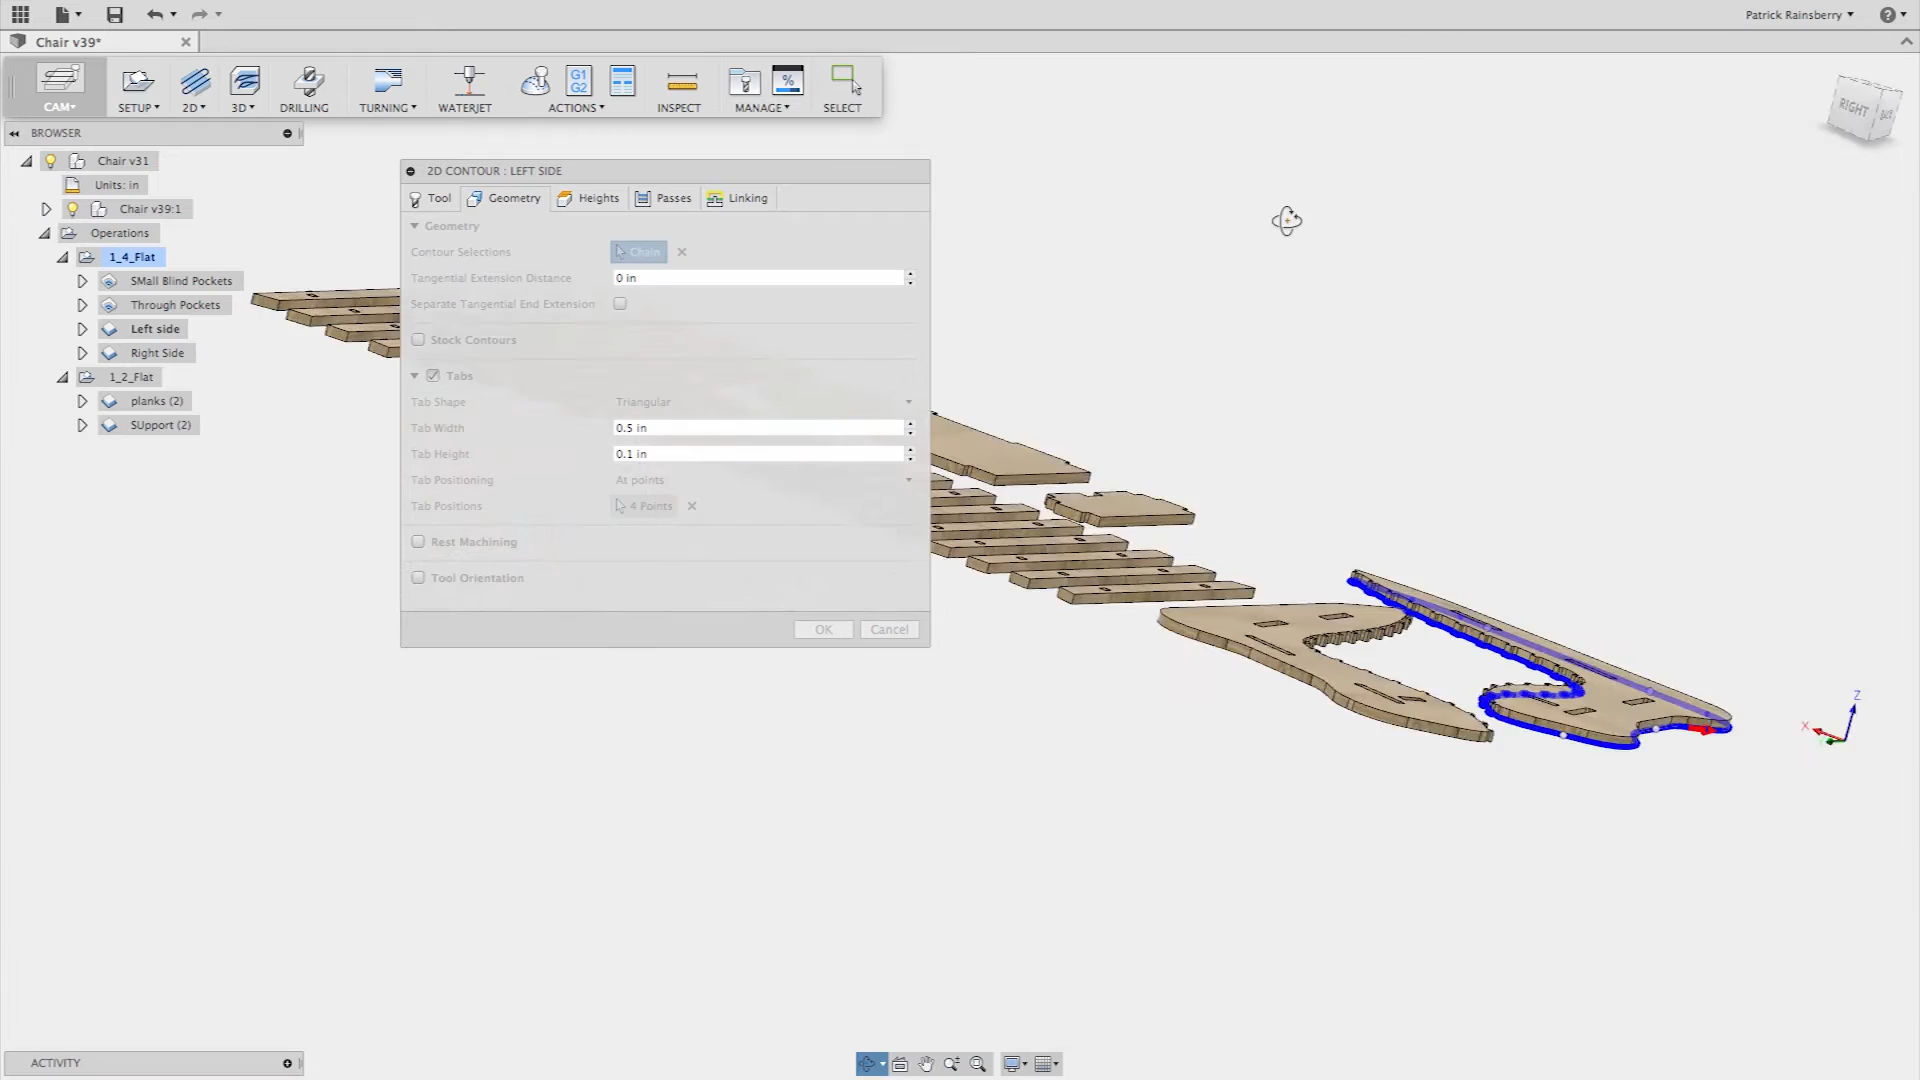 Patrick Rainsberry
Chair v39*
CAM
SETUP
2D
3D
DRILLING
TURNING
WATERJET
G1
G2
ACTIONS
INSPECT
%
MANAGE
SELECT
RIGHT
BROWSER
Chair v31
Units: in
Chair v39:1
Operations
1_4_Flat
SMall Blind Pockets
Through Pockets
Left side
Right Side
1_2_Flat
planks (2)
SUpport (2)
2D CONTOUR : LEFT SIDE
Tool
Geometry
Heights
Passes
Linking
Geometry
Contour Selections Chain
Tangential Extension Distance 0 in
Separate Tangential End Extension
Stock Contours
Tabs
Tab Shape Triangular
Tab Width 0.5 in
Tab Height 0.1 in
Tab Positioning At points
Tab Positions 4 Points
Rest Machining
Tool Orientation
OK Cancel
Z
X
ACTIVITY